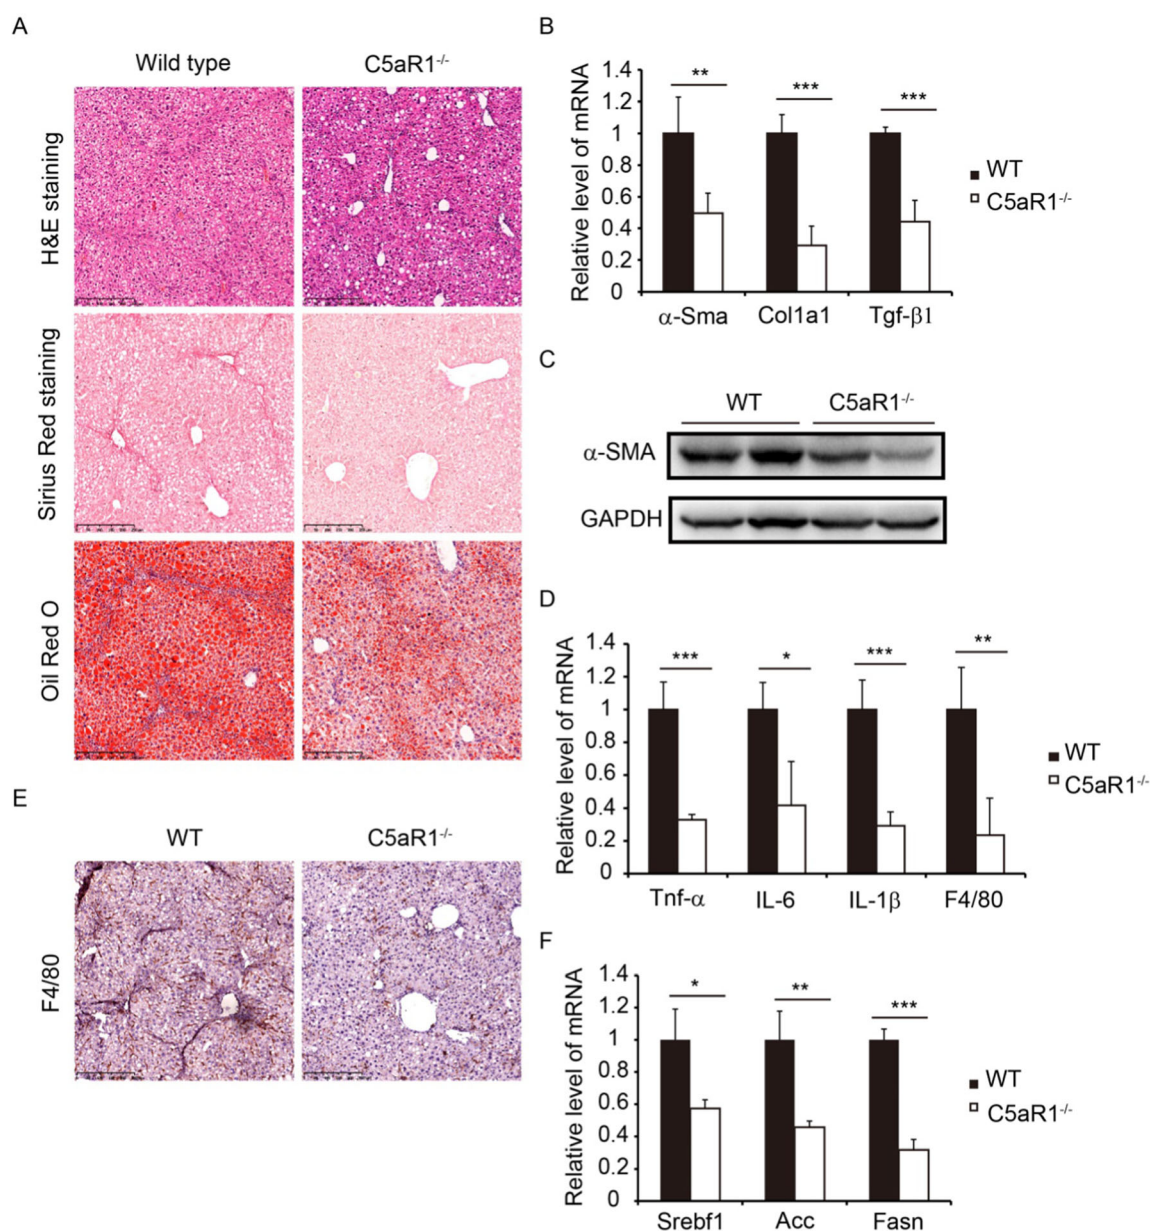 A
Wild type
C5aR1-/-
H&E staining
Sirius Red staining
Oil Red O
B
Relative level of mRNA
1.4
1.2
1
0.8
0.6
0.4
0.2
0
**
***
***
α-Sma
Col1a1
Tgf-β1
WT
C5aR1-/-
C
WT
C5aR1-/-
α-SMA
GAPDH
D
Relative level of mRNA
1.4
1.2
1
0.8
0.6
0.4
0.2
0
***
*
***
**
Tnf-α
IL-6
IL-1β
F4/80
WT
C5aR1-/-
E
WT
C5aR1-/-
F4/80
F
Relative level of mRNA
1.4
1.2
1
0.8
0.6
0.4
0.2
0
*
**
***
Srebf1
Acc
Fasn
WT
C5aR1-/-